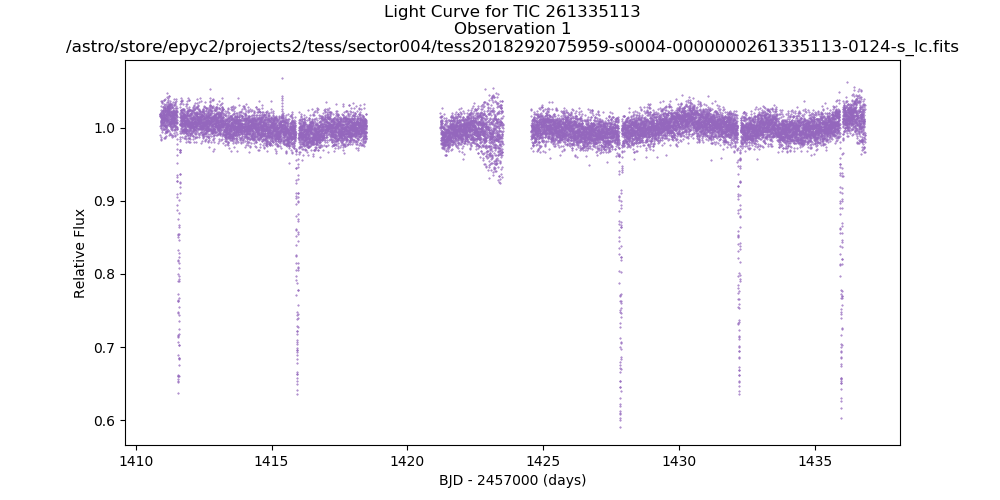 Light Curve for TIC 261335113
Observation 1
/astro/store/epyc2/projects2/tess/sector004/tess2018292075959-s0004-0000000261335113-0124-s_lc.fits
1.0
0.9
0.8
0.7
0.6
Relative Flux
1410
1415
1420
1425
1430
1435
BJD - 2457000 (days)